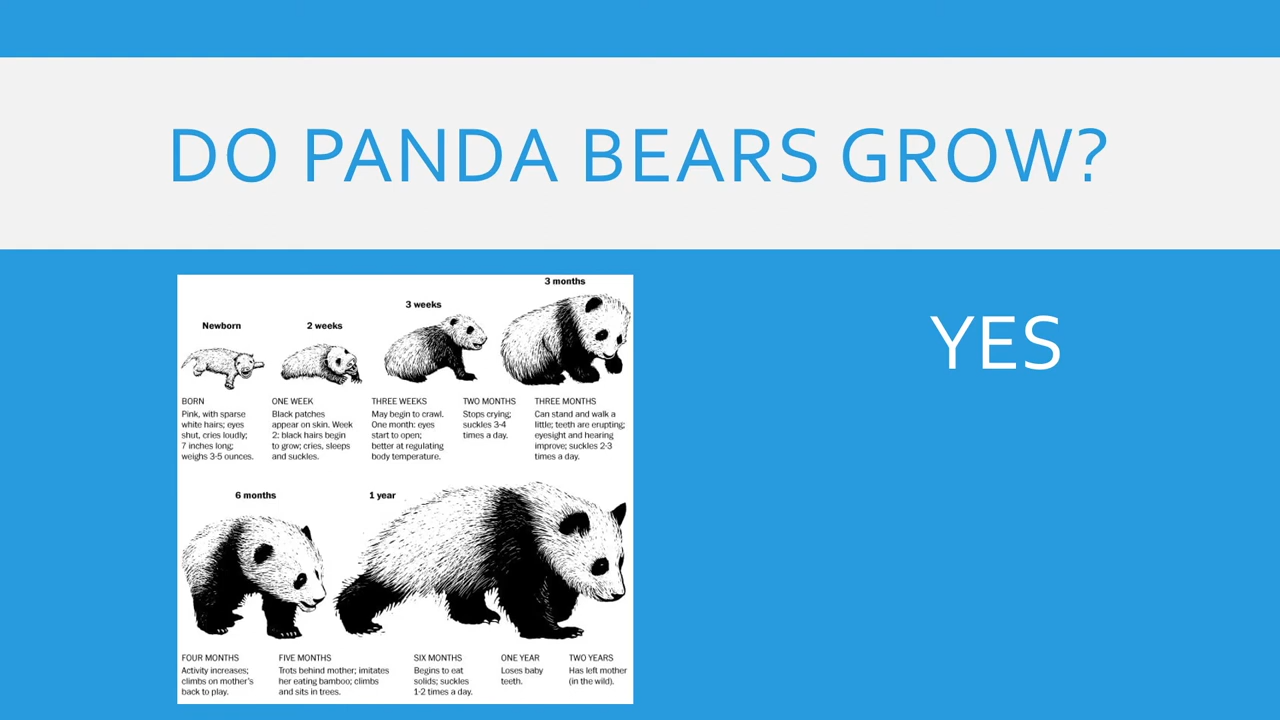 DO PANDA BEARS GROW?
YES
3 months
3 weeks
Newborn
2 weeks
BORN
Pink, with sparse
white hairs; eyes
shut, cries loudly;
7 inches long;
weighs 3-5 ounces.
ONE WEEK
Black patches
appear on skin. Week
2: black hairs begin
to grow; cries, sleeps
and suckles.
THREE WEEKS
May begin to crawl.
One month: eyes
start to open;
better at regulating
body temperature.
TWO MONTHS
Stops crying;
suckles 3-4
times a day.
THREE MONTHS
Can stand and walk a
little; teeth are erupting;
eyesight and hearing
improve; suckles 2-3
times a day.
6 months
1 year
FOUR MONTHS
Activity increases;
climbs on mother's
back to play.
FIVE MONTHS
Trots behind mother; imitates
her eating bamboo; climbs
and sits in trees.
SIX MONTHS
Begins to eat
solids; suckles
1-2 times a day.
ONE YEAR
Loses baby
teeth.
TWO YEARS
Has left mother
(in the wild).